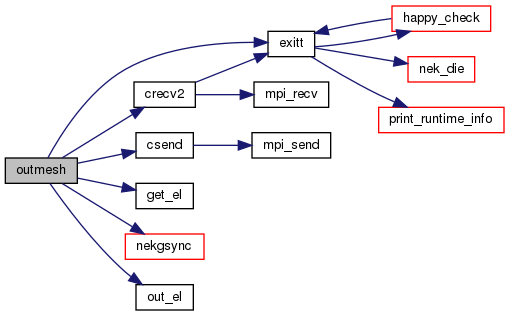 happy_check
exitt
nek_die
crecv2
mpi_recv
print_runtime_info
csend
mpi_send
outmesh
get_el
nekgsync
out_el